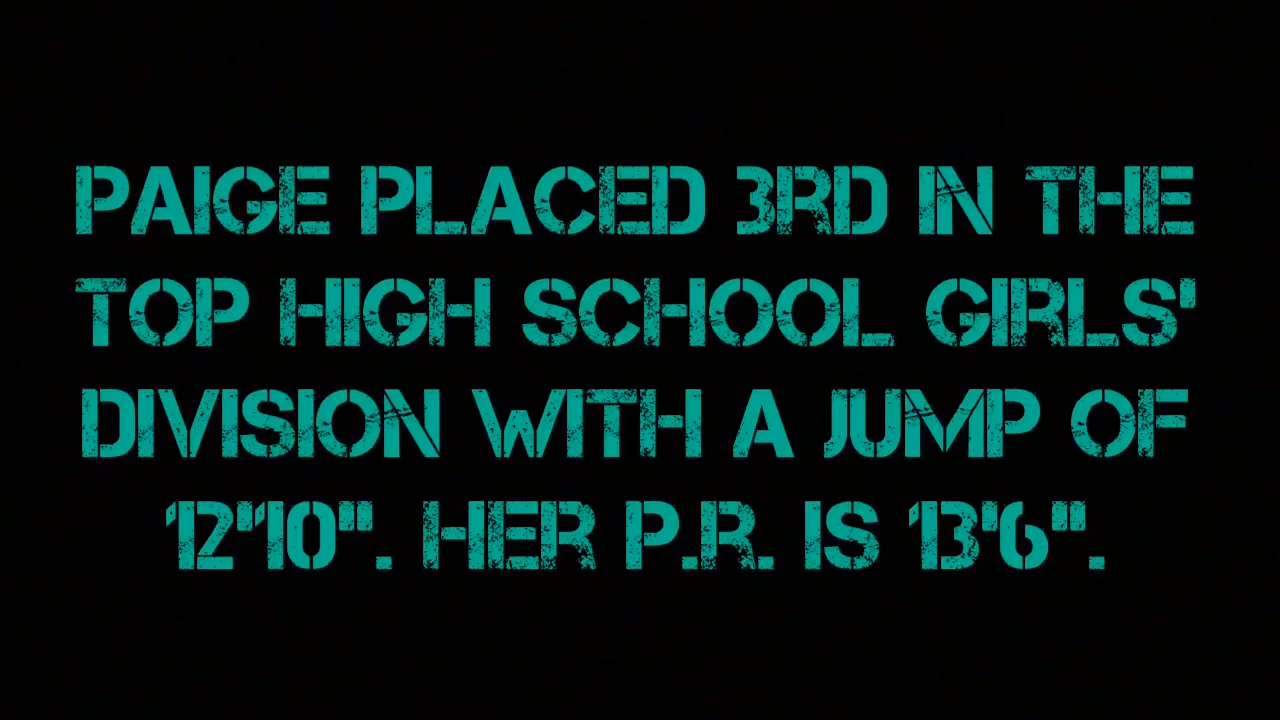 PAIGE PLACED 3RD IN THE
TOP HIGH SCHOOL GIRLS'
DIVISION WITH A JUMP OF
12'10". HER P.R. IS 13'6".